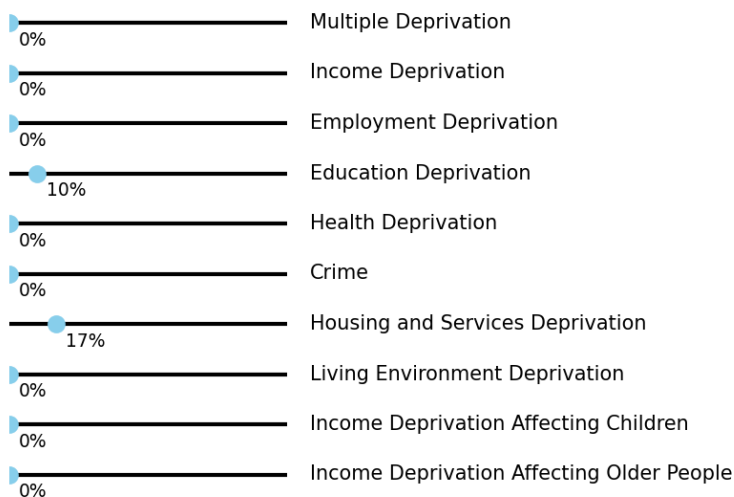 Multiple Deprivation
0%
Income Deprivation
0%
Employment Deprivation
0%
Education Deprivation
10%
Health Deprivation
0%
Crime
0%
Housing and Services Deprivation
17%
Living Environment Deprivation
0%
Income Deprivation Affecting Children
0%
Income Deprivation Affecting Older People
0%